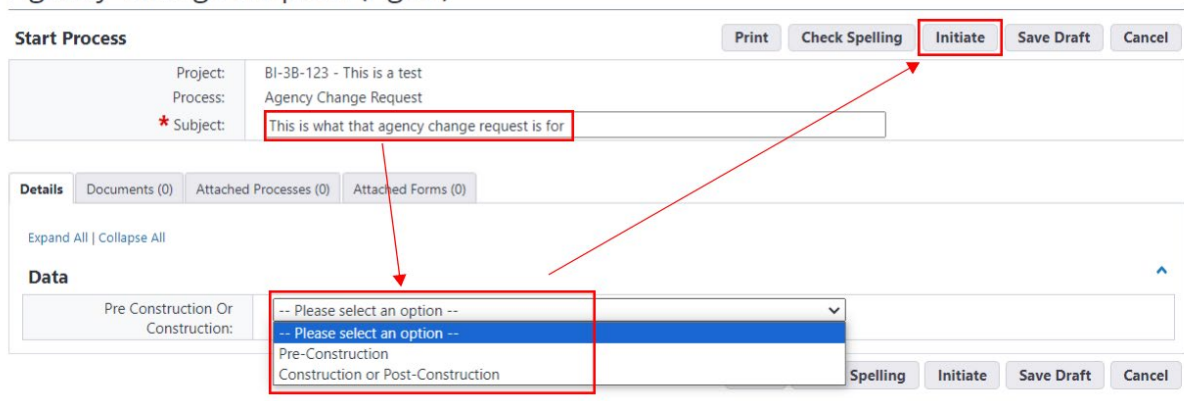 Start Process
Print Check Spelling Initiate Save Draft Cancel
Project: BI-3B-123 - This is a test
Process: Agency Change Request
* Subject: This is what that agency change request is for
Details Documents (0) Attached Processes (0) Attached Forms (0)
Expand All | Collapse All
Data
Pre Construction Or
Construction:
-- Please select an option --
-- Please select an option --
Pre-Construction
Construction or Post-Construction
Spelling Initiate Save Draft Cancel